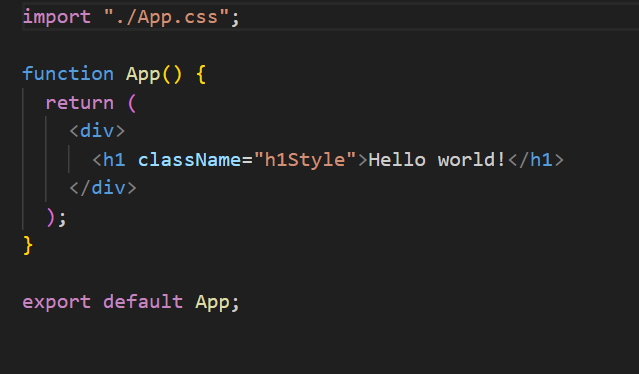 import "./App.css";
function App() {
  return (
    <div>
      <h1 className="h1Style">Hello world!</h1>
    </div>
  );
}
export default App;